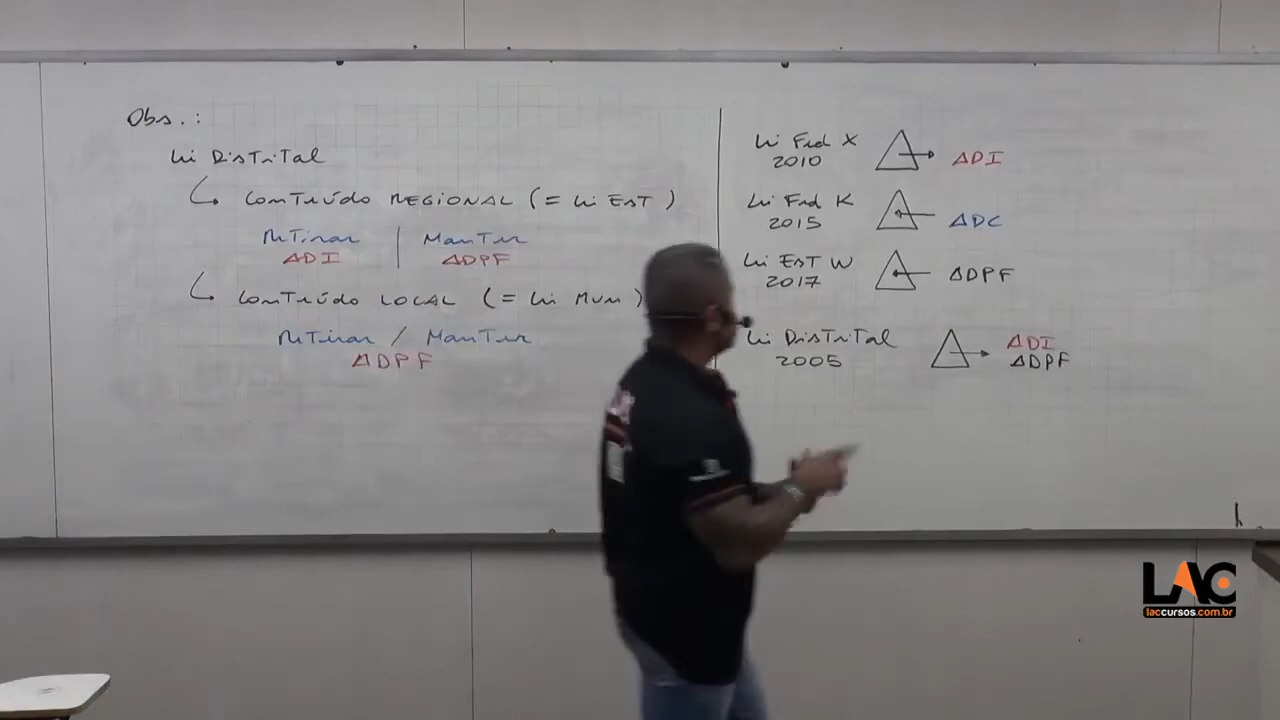 Obs.:
Lei Distrital
Conteúdo Regional (= Lei Est)
Retirar | Manter
ADI ADPF
Conteúdo Local (= Lei Mun)
Retirar / Manter
ADPF
Lei Fed X
2010
ADI
Lei Fed K
2015
ADC
Lei Est W
2017
ADPF
Lei Distrital
2005
ADI
ADPF
LAC
laccursos.com.br